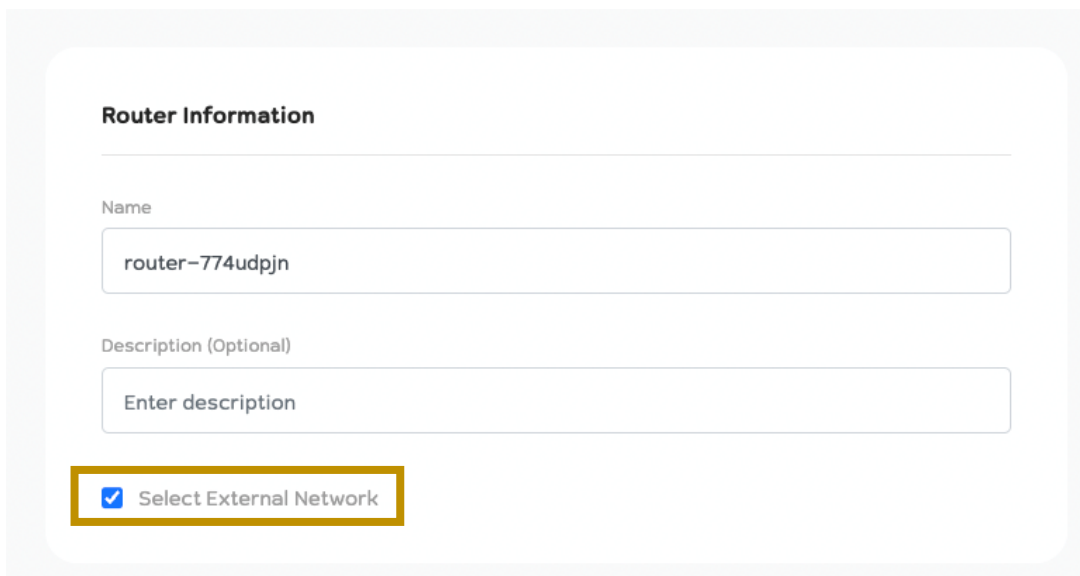 Router Information
Name
router-774udpjn
Description (Optional)
Enter description
Select External Network